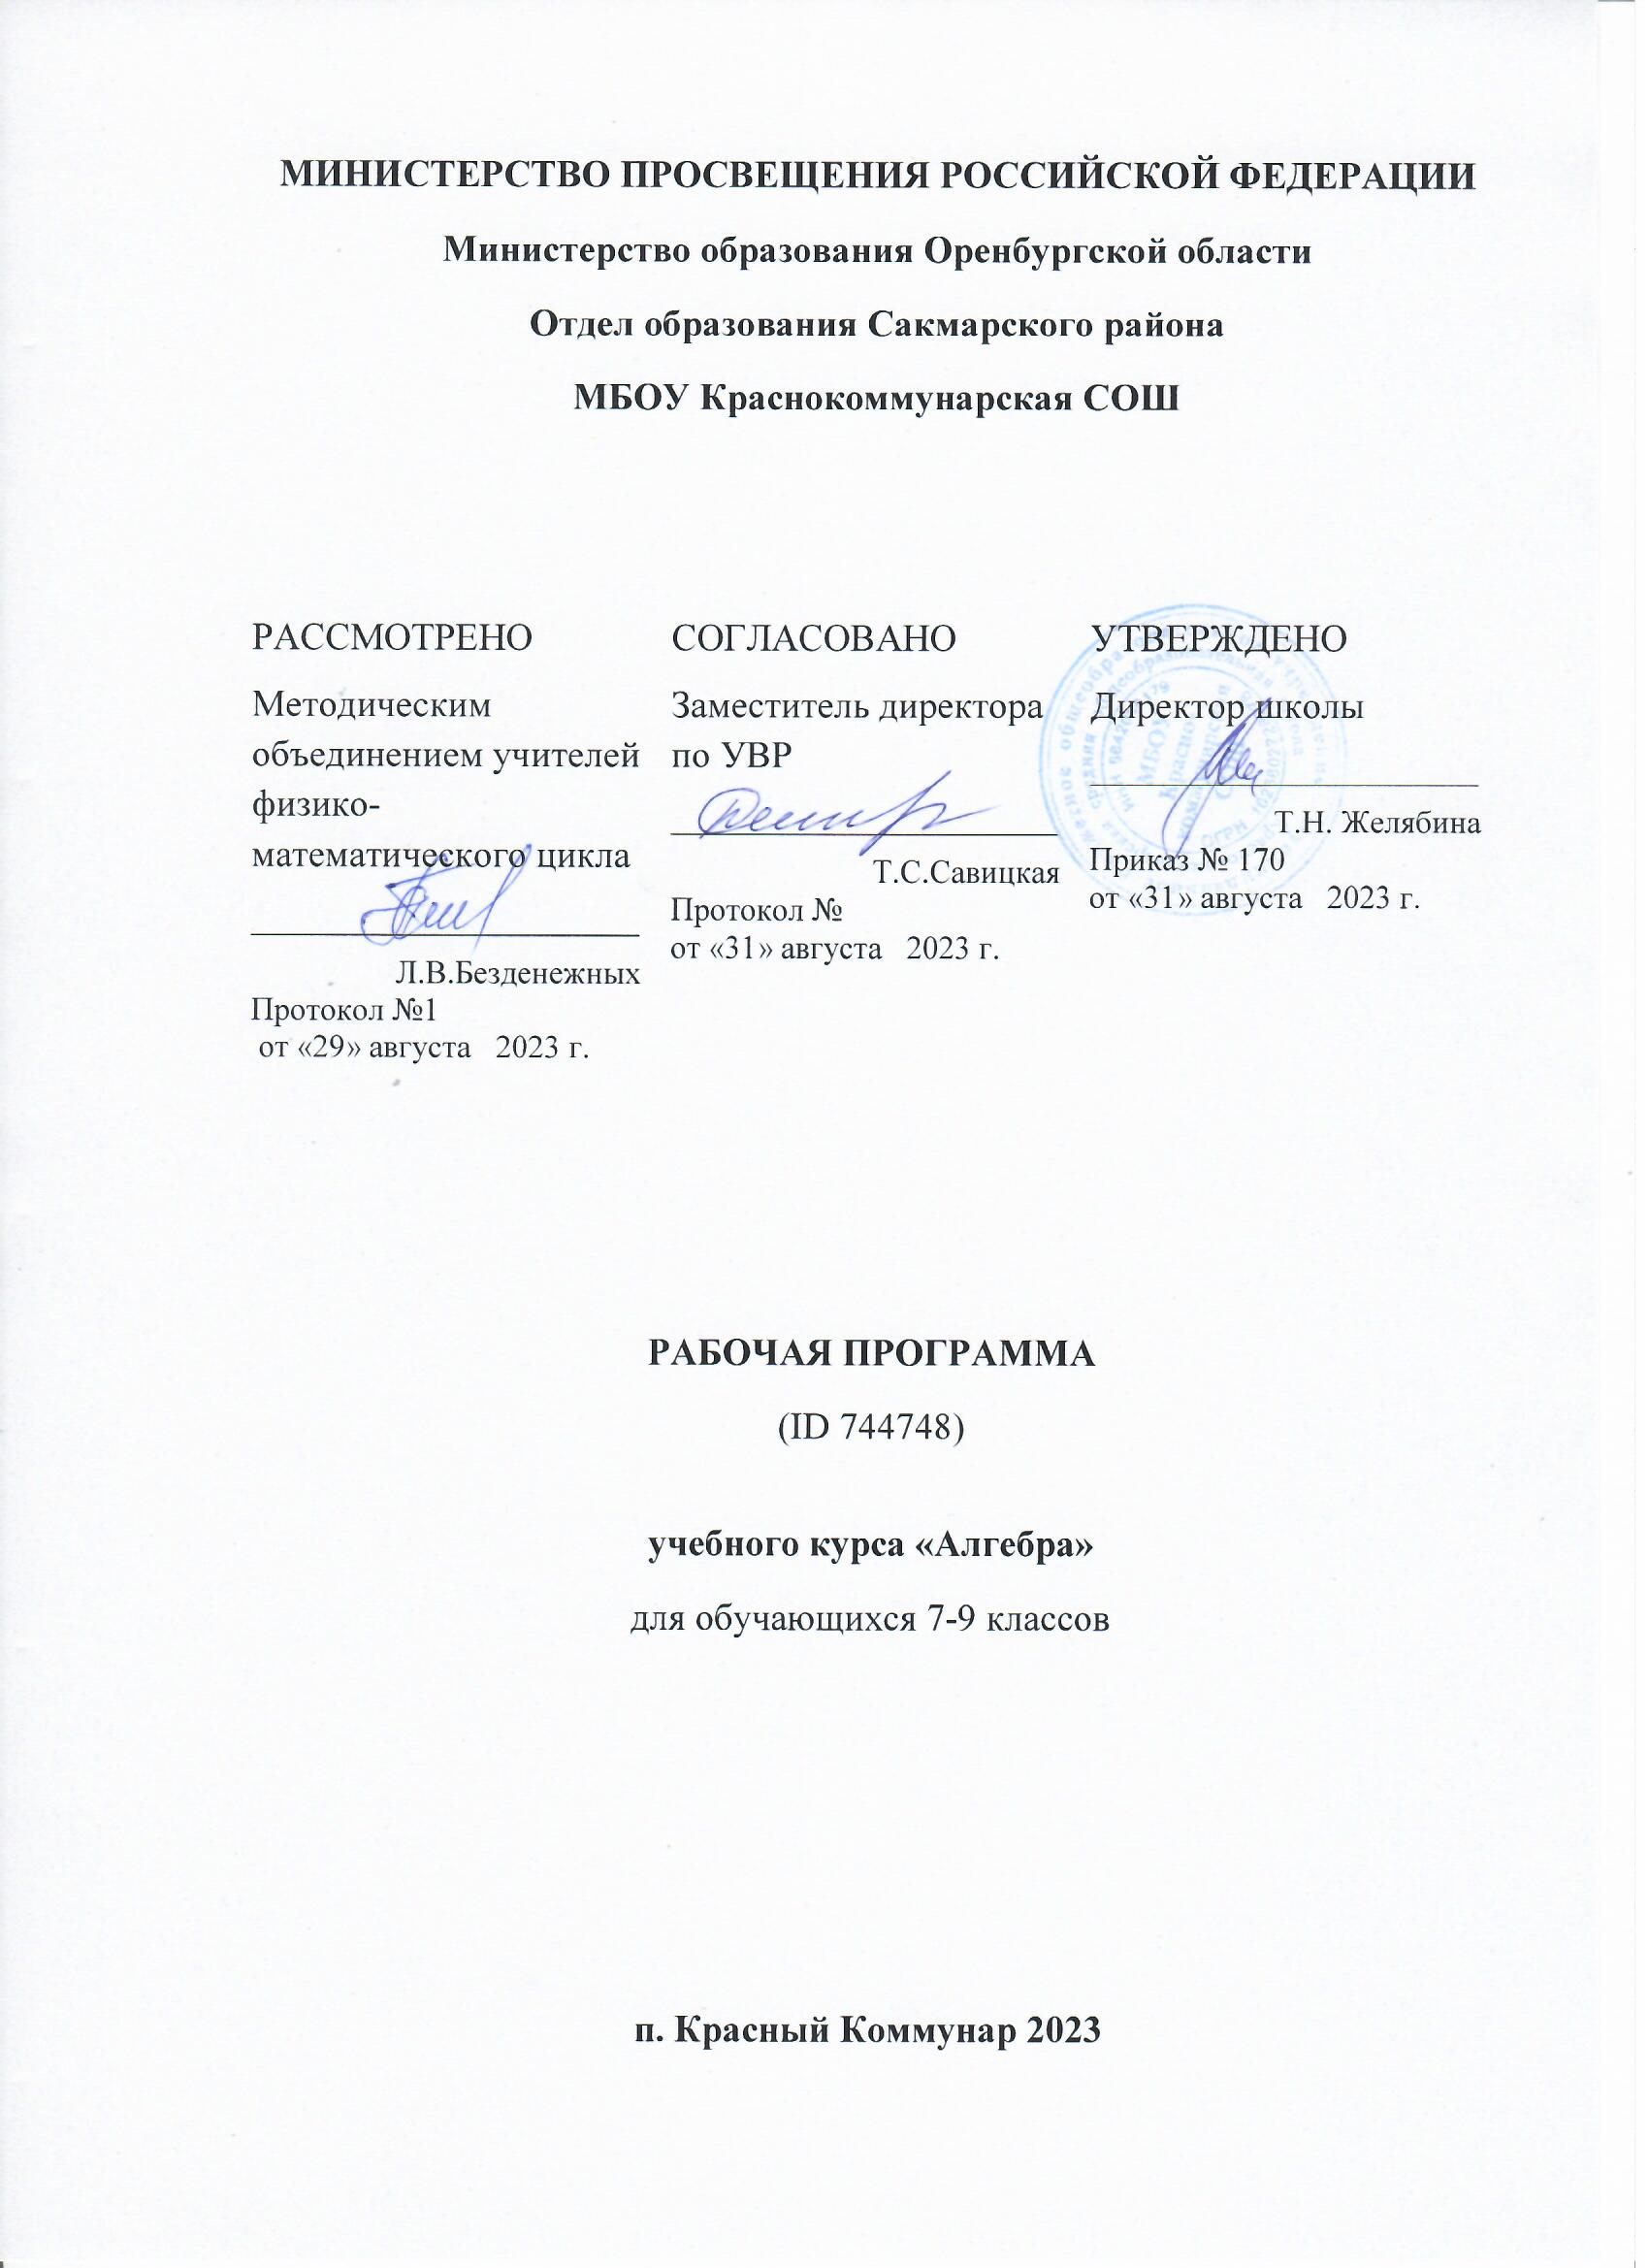 МИНИСТЕРСТВО ПРОСВЕЩЕНИЯ РОССИЙСКОЙ ФЕДЕРАЦИИ
Министерство образования Оренбургской области
Отдел образования Сакмарского района
МБОУ Краснокоммунарская СОШ
РАССМОТРЕНО
Методическим
объединением учителей
физико-
математического цикла
Л.В.Безденежных
Протокол №1
от «29» августа 2023 г.
СОГЛАСОВАНО
Заместитель директора
по УВР
Т.С.Савицкая
Протокол №
от «31» августа 2023 г.
УТВЕРЖДЕНО
Директор школы
Т.Н. Желябина
Приказ № 170
от «31» августа 2023 г.
РАБОЧАЯ ПРОГРАММА
(ID 744748)
учебного курса «Алгебра»
для обучающихся 7-9 классов
п. Красный Коммунар 2023